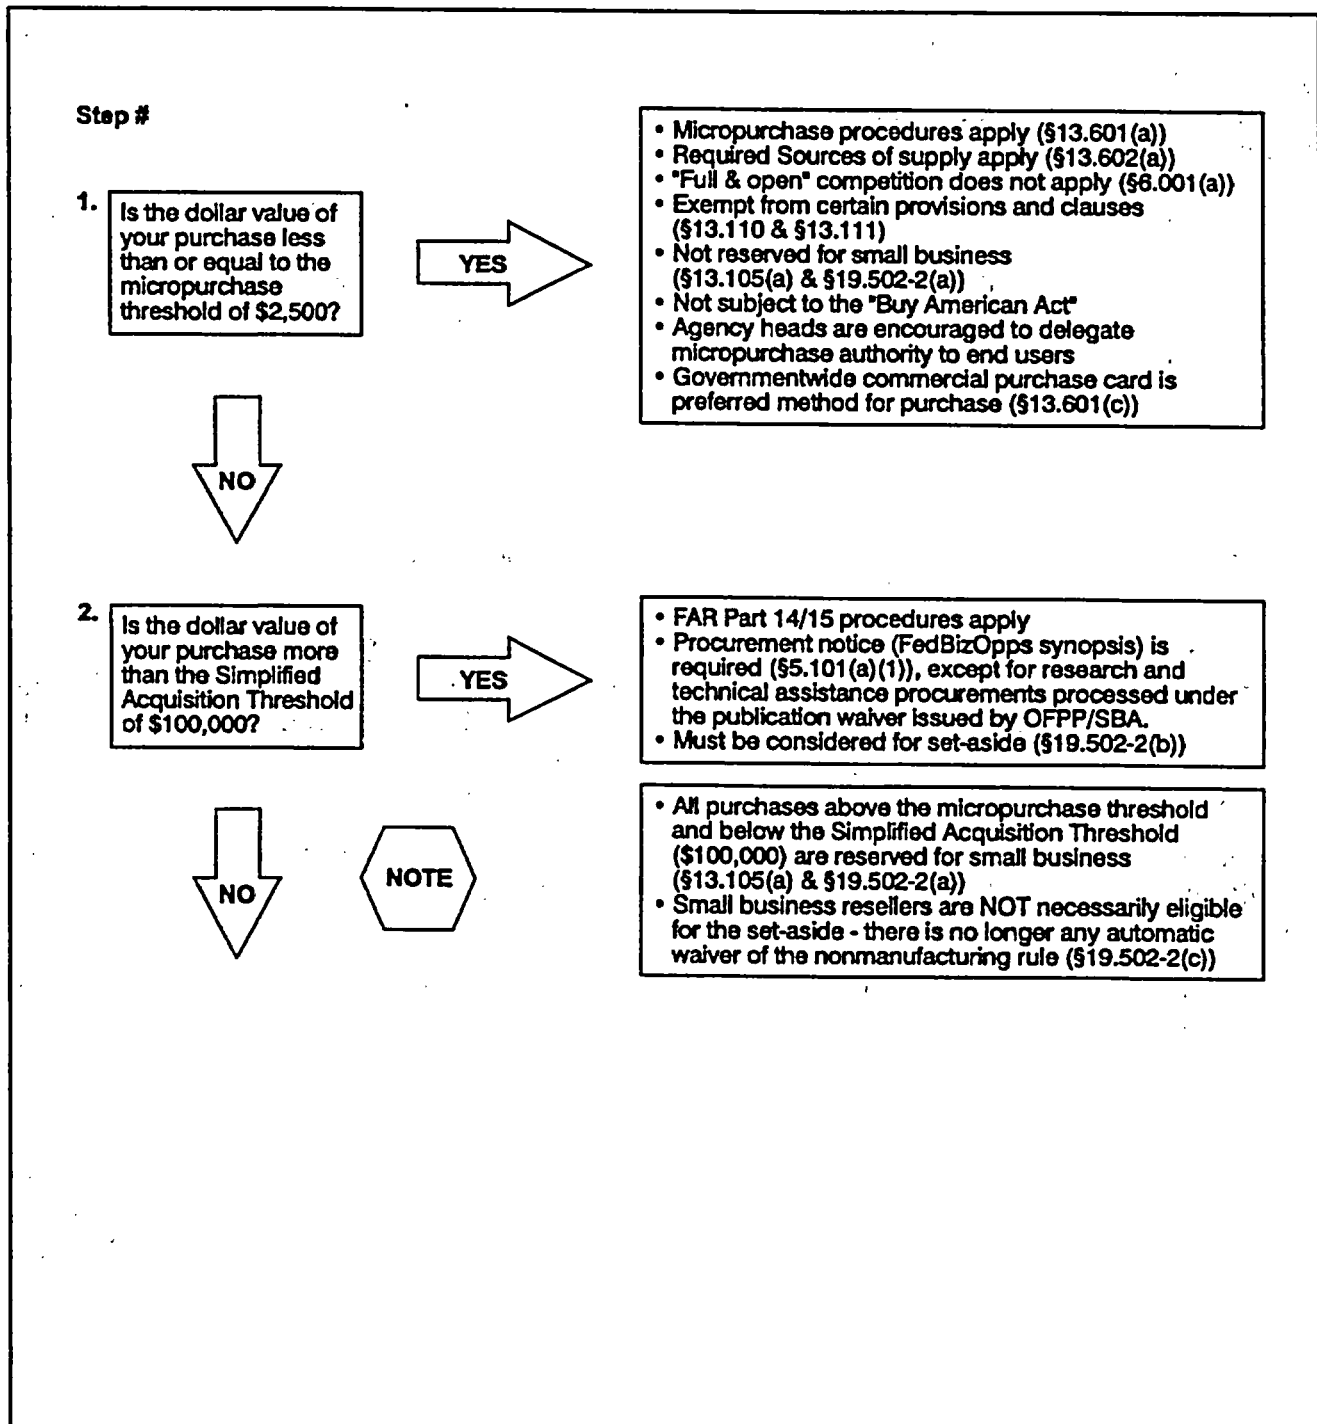 Step #
1.
Is the dollar value of
your purchase less
than or equal to the
micropurchase
threshold of $2,500?
YES
• Micropurchase procedures apply (§13.601(a))
• Required Sources of supply apply (§13.602(a))
• "Full & open" competition does not apply (§6.001(a))
• Exempt from certain provisions and clauses
(§13.110 & §13.111)
• Not reserved for small business
(§13.105(a) & §19.502-2(a))
• Not subject to the "Buy American Act"
• Agency heads are encouraged to delegate
micropurchase authority to end users
• Governmentwide commercial purchase card is
preferred method for purchase (§13.601(c))
NO
2.
Is the dollar value of
your purchase more
than the Simplified
Acquisition Threshold
of $100,000?
YES
• FAR Part 14/15 procedures apply
• Procurement notice (FedBizOpps synopsis) is
required (§5.101(a)(1)), except for research and
technical assistance procurements processed under
the publication waiver issued by OFPP/SBA.
• Must be considered for set-aside (§19.502-2(b))
NO
NOTE
• All purchases above the micropurchase threshold
and below the Simplified Acquisition Threshold
($100,000) are reserved for small business
(§13.105(a) & §19.502-2(a))
• Small business resellers are NOT necessarily eligible
for the set-aside - there is no longer any automatic
waiver of the nonmanufacturing rule (§19.502-2(c))